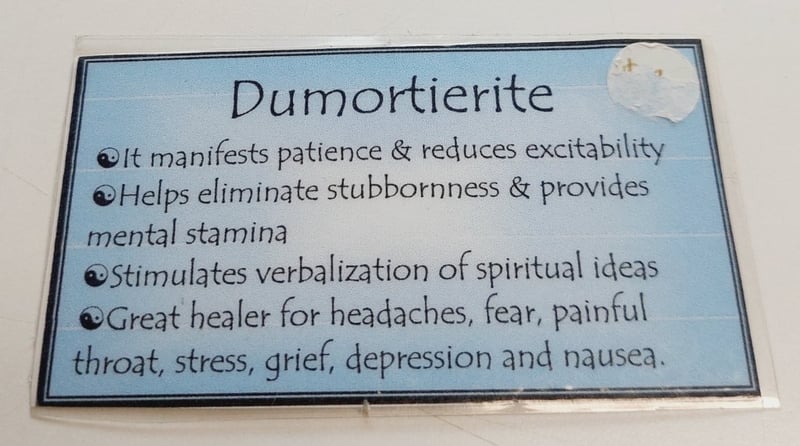 Dumortierite
☯It manifests patience & reduces excitability
☯Helps eliminate stubbornness & provides
mental stamina
☯Stimulates verbalization of spiritual ideas
☯Great healer for headaches, fear, painful
throat, stress, grief, depression and nausea.